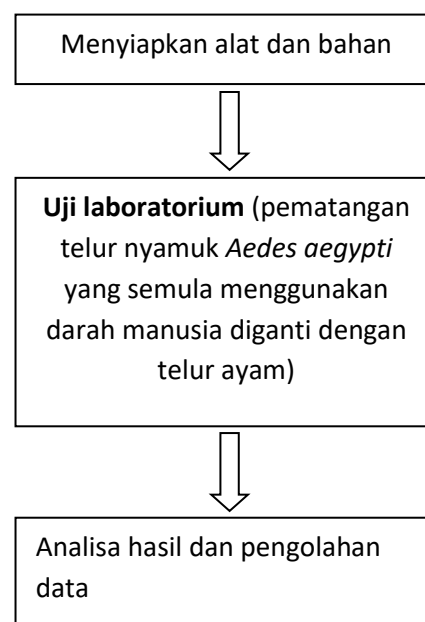 Menyiapkan alat dan bahan
Uji laboratorium (pematangan
telur nyamuk Aedes aegypti
yang semula menggunakan
darah manusia diganti dengan
telur ayam)
Analisa hasil dan pengolahan
data